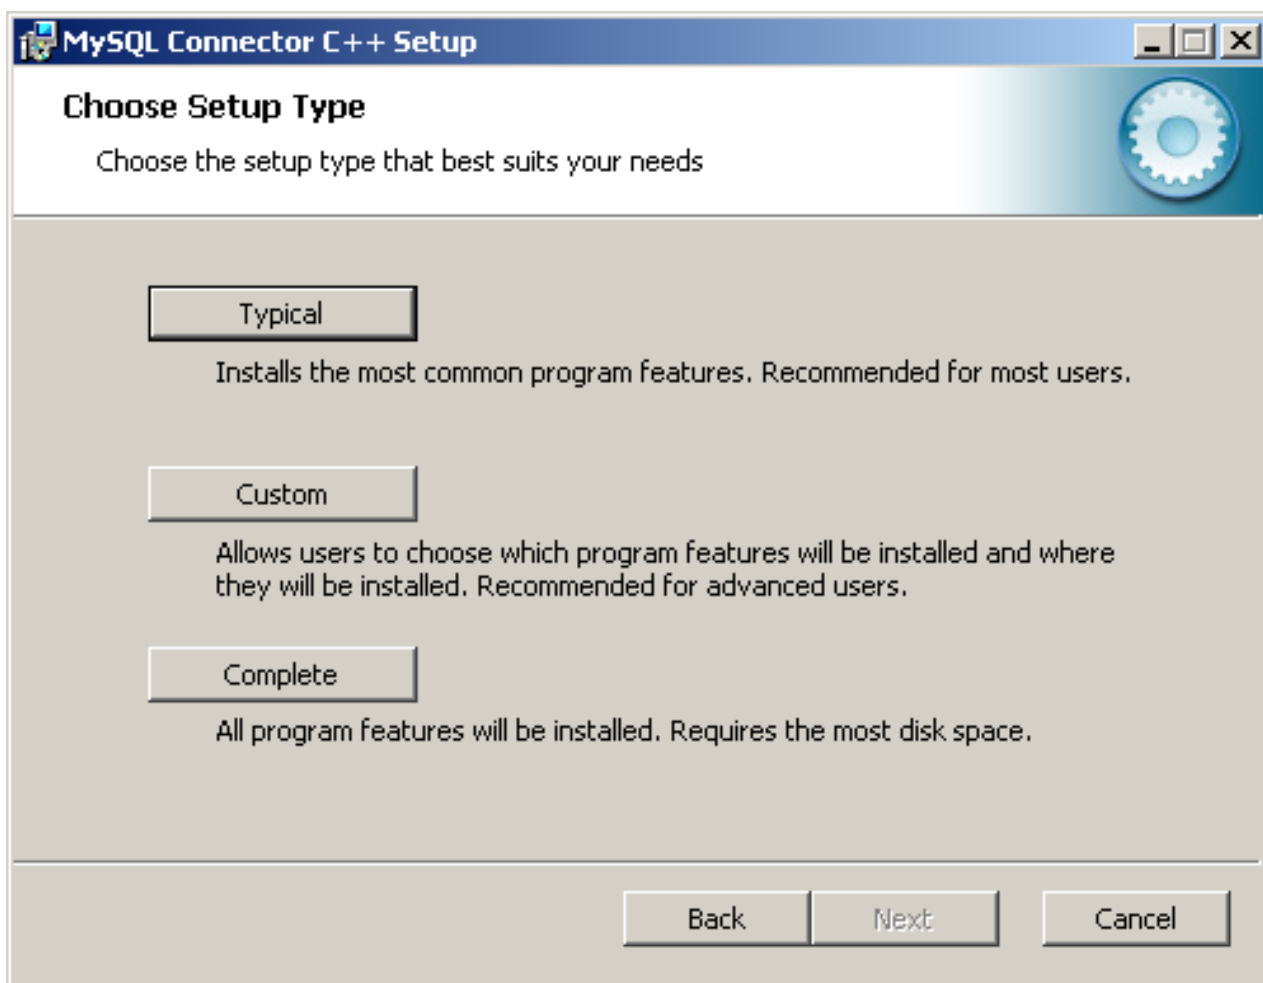 MySQL Connector C++ Setup
Choose Setup Type
Choose the setup type that best suits your needs
Typical
Installs the most common program features. Recommended for most users.
Custom
Allows users to choose which program features will be installed and where
they will be installed. Recommended for advanced users.
Complete
All program features will be installed. Requires the most disk space.
Back Next Cancel